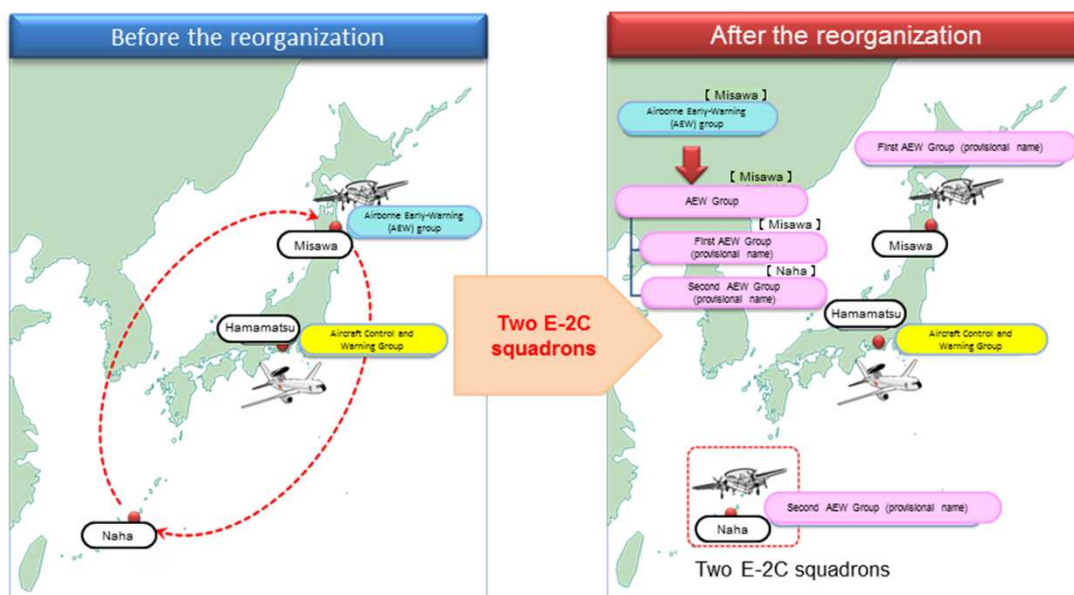 Before the reorganization
Airborne Early-Warning
(AEW) group
Misawa
Hamamatsu
Aircraft Control and
Warning Group
Naha
Two E-2C
squadrons
After the reorganization
【 Misawa 】
Airborne Early-Warning
(AEW) group
【 Misawa 】
AEW Group
【 Misawa 】
First AEW Group
(provisional name)
【 Naha 】
Second AEW Group
(provisional name)
First AEW Group (provisional name)
Misawa
Hamamatsu
Aircraft Control and
Warning Group
Naha
Second AEW Group (provisional name)
Two E-2C squadrons